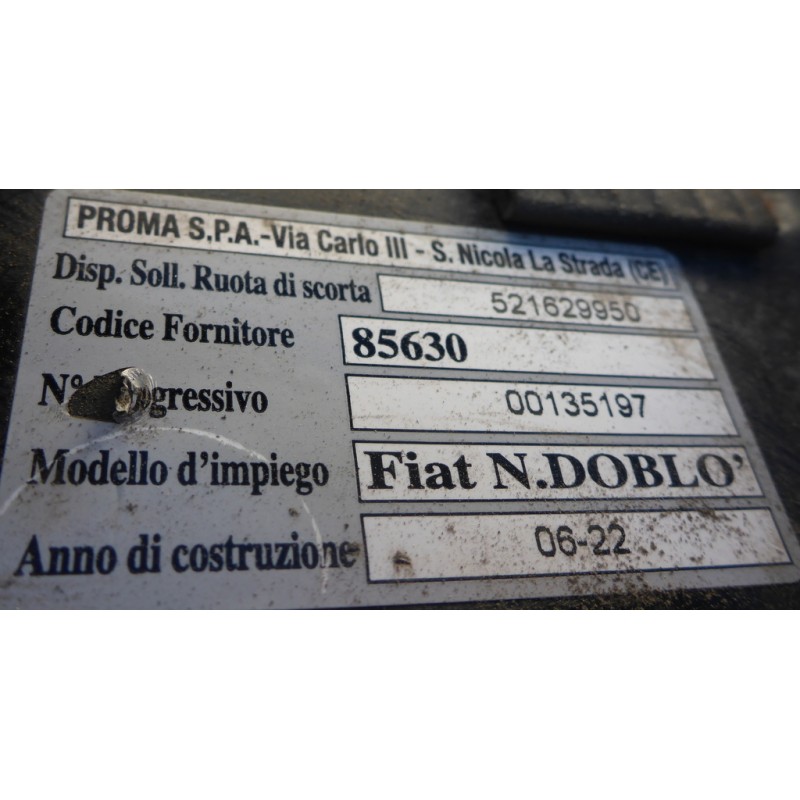 PROMA S.P.A.-Via Carlo III - S. Nicola La Strada (CE)
Disp. Soll. Ruota di scorta 521629950
Codice Fornitore 85630
N° gressivo 00135197
Modello d'impiego Fiat N.DOBLO'
Anno di costruzione 06-22